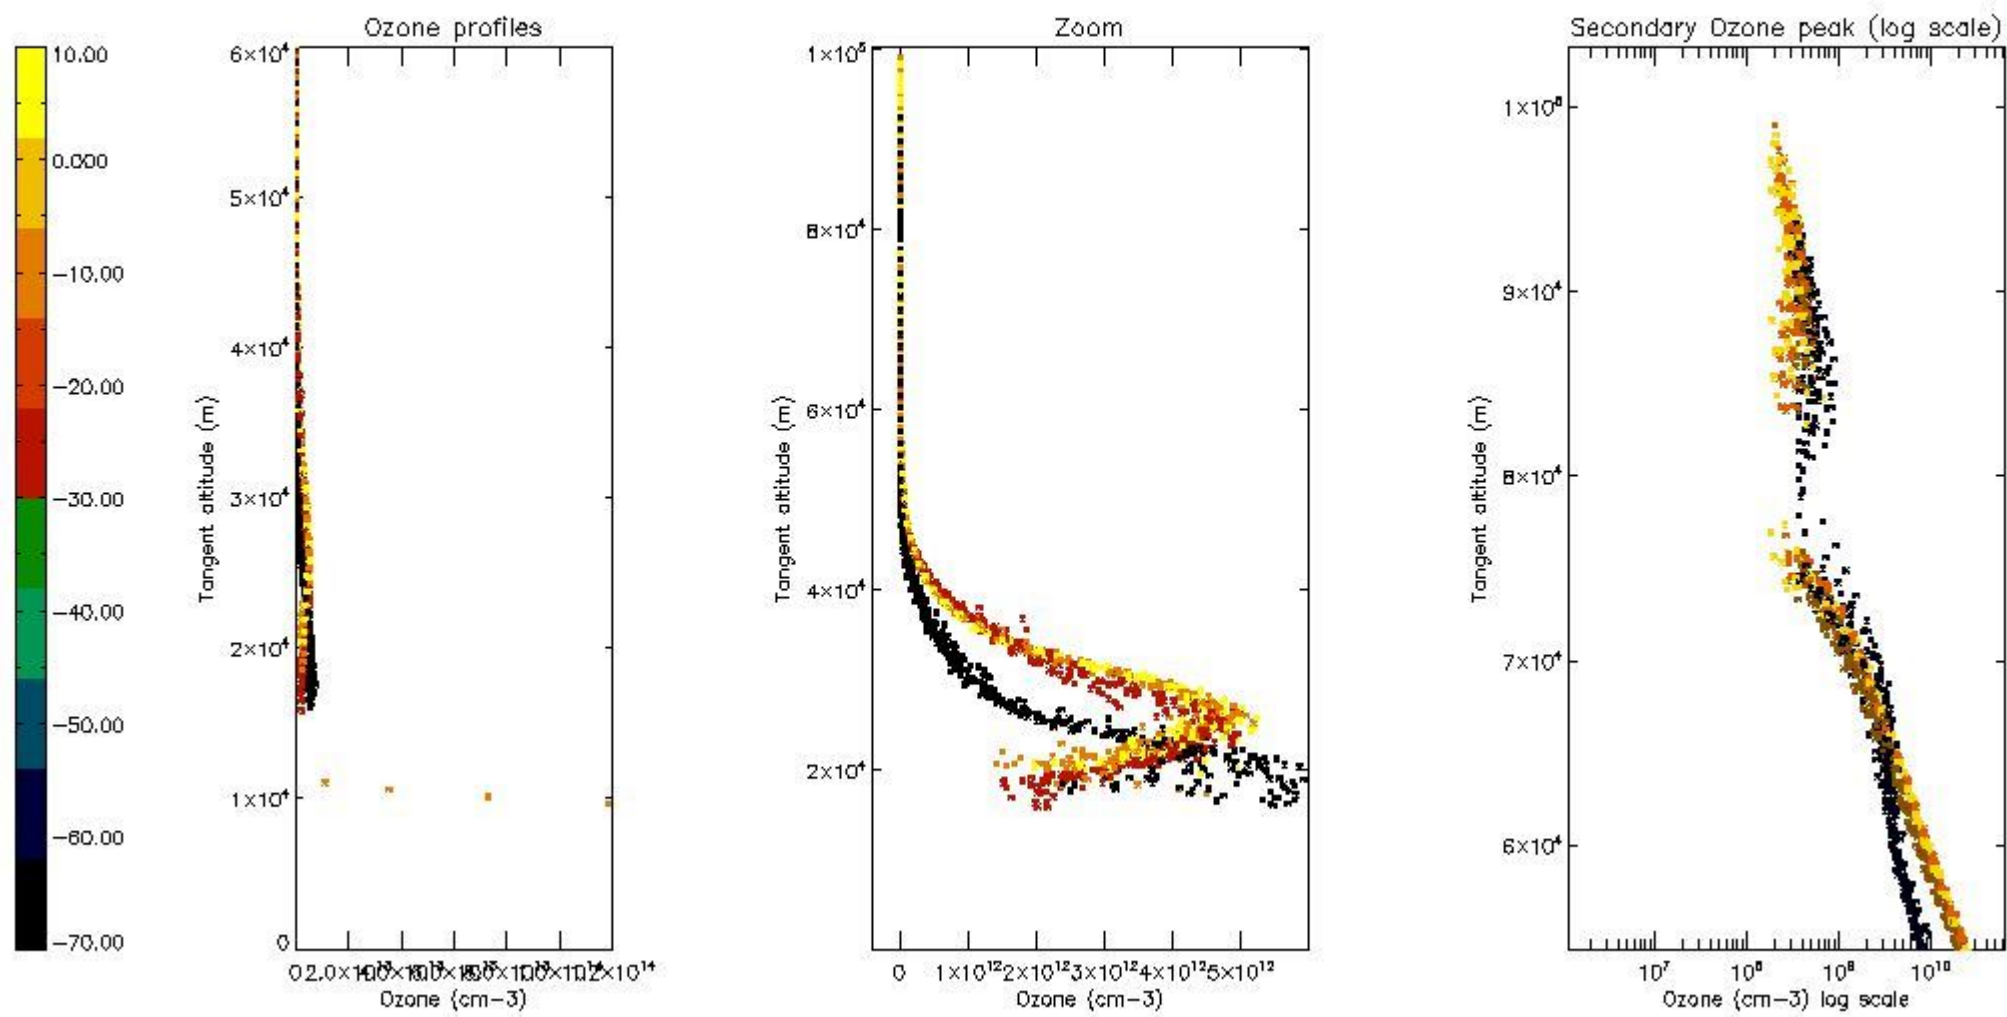 Ozone profiles
Zoom
Secondary Ozone peak (log scale)
10.00
0.000
−10.00
−20.00
−30.00
−40.00
−50.00
−60.00
−70.00
Tangent altitude (m)
6×10⁴
5×10⁴
4×10⁴
3×10⁴
2×10⁴
1×10⁴
0
Ozone (cm−3)
Tangent altitude (m)
1×10⁵
8×10⁴
6×10⁴
4×10⁴
2×10⁴
0 1×10¹² 2×10¹² 3×10¹² 4×10¹² 5×10¹²
Ozone (cm−3)
Tangent altitude (m)
9×10⁴
8×10⁴
7×10⁴
6×10⁴
10⁷ 10⁸ 10⁹ 10¹⁰
Ozone (cm−3) log scale